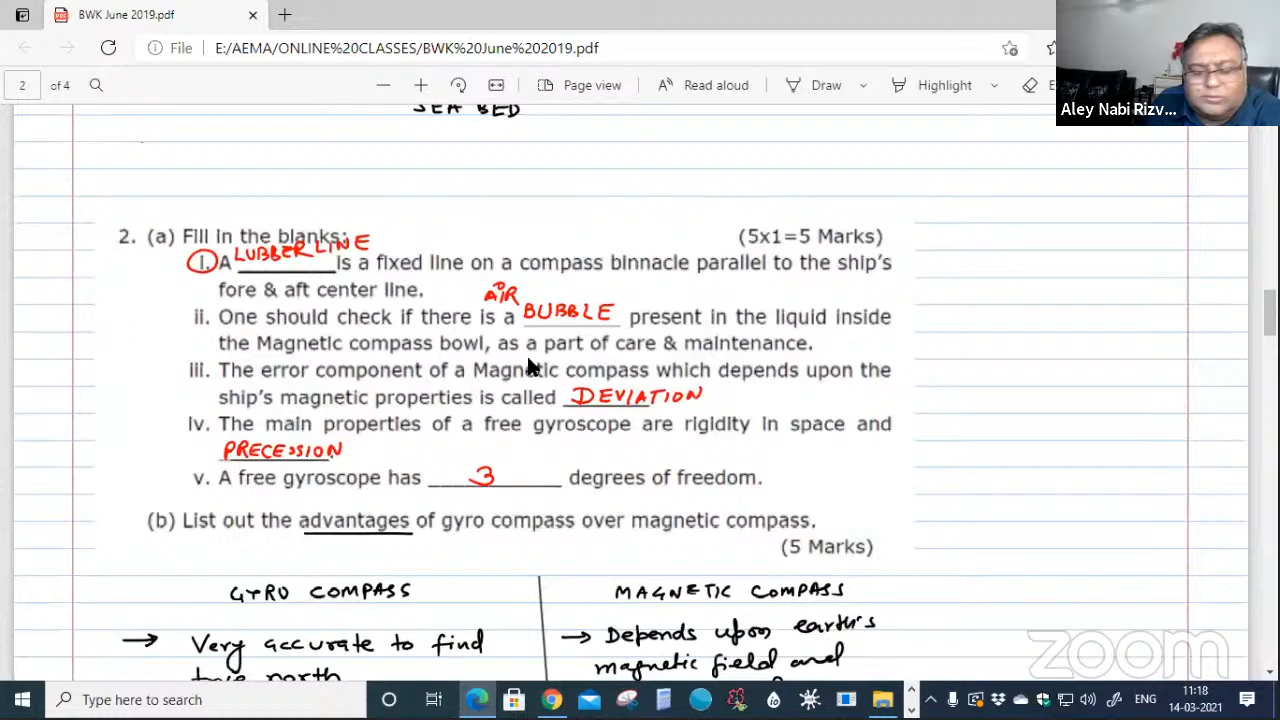 BWK June 2019.pdf
File E:/AEMA/ONLINE%20CLASSES/BWK%20June%202019.pdf
2 of 4 Page view Read aloud Draw Highlight
Aley Nabi Rizv...
SEA BED
2. (a) Fill in the blanks: (5x1=5 Marks)
LUBBER LINE
i. A __________ is a fixed line on a compass binnacle parallel to the ship's
fore & aft center line.
AIR
ii. One should check if there is a BUBBLE present in the liquid inside
the Magnetic compass bowl, as a part of care & maintenance.
iii. The error component of a Magnetic compass which depends upon the
ship's magnetic properties is called DEVIATION
iv. The main properties of a free gyroscope are rigidity in space and
PRECESSION.
v. A free gyroscope has 3 degrees of freedom.
(b) List out the advantages of gyro compass over magnetic compass.
(5 Marks)
GYRO COMPASS MAGNETIC COMPASS
→ Very accurate to find
true north
→ Depends upon earth's
magnetic field and
zoom
Type here to search
ENG
11:18
14-03-2021